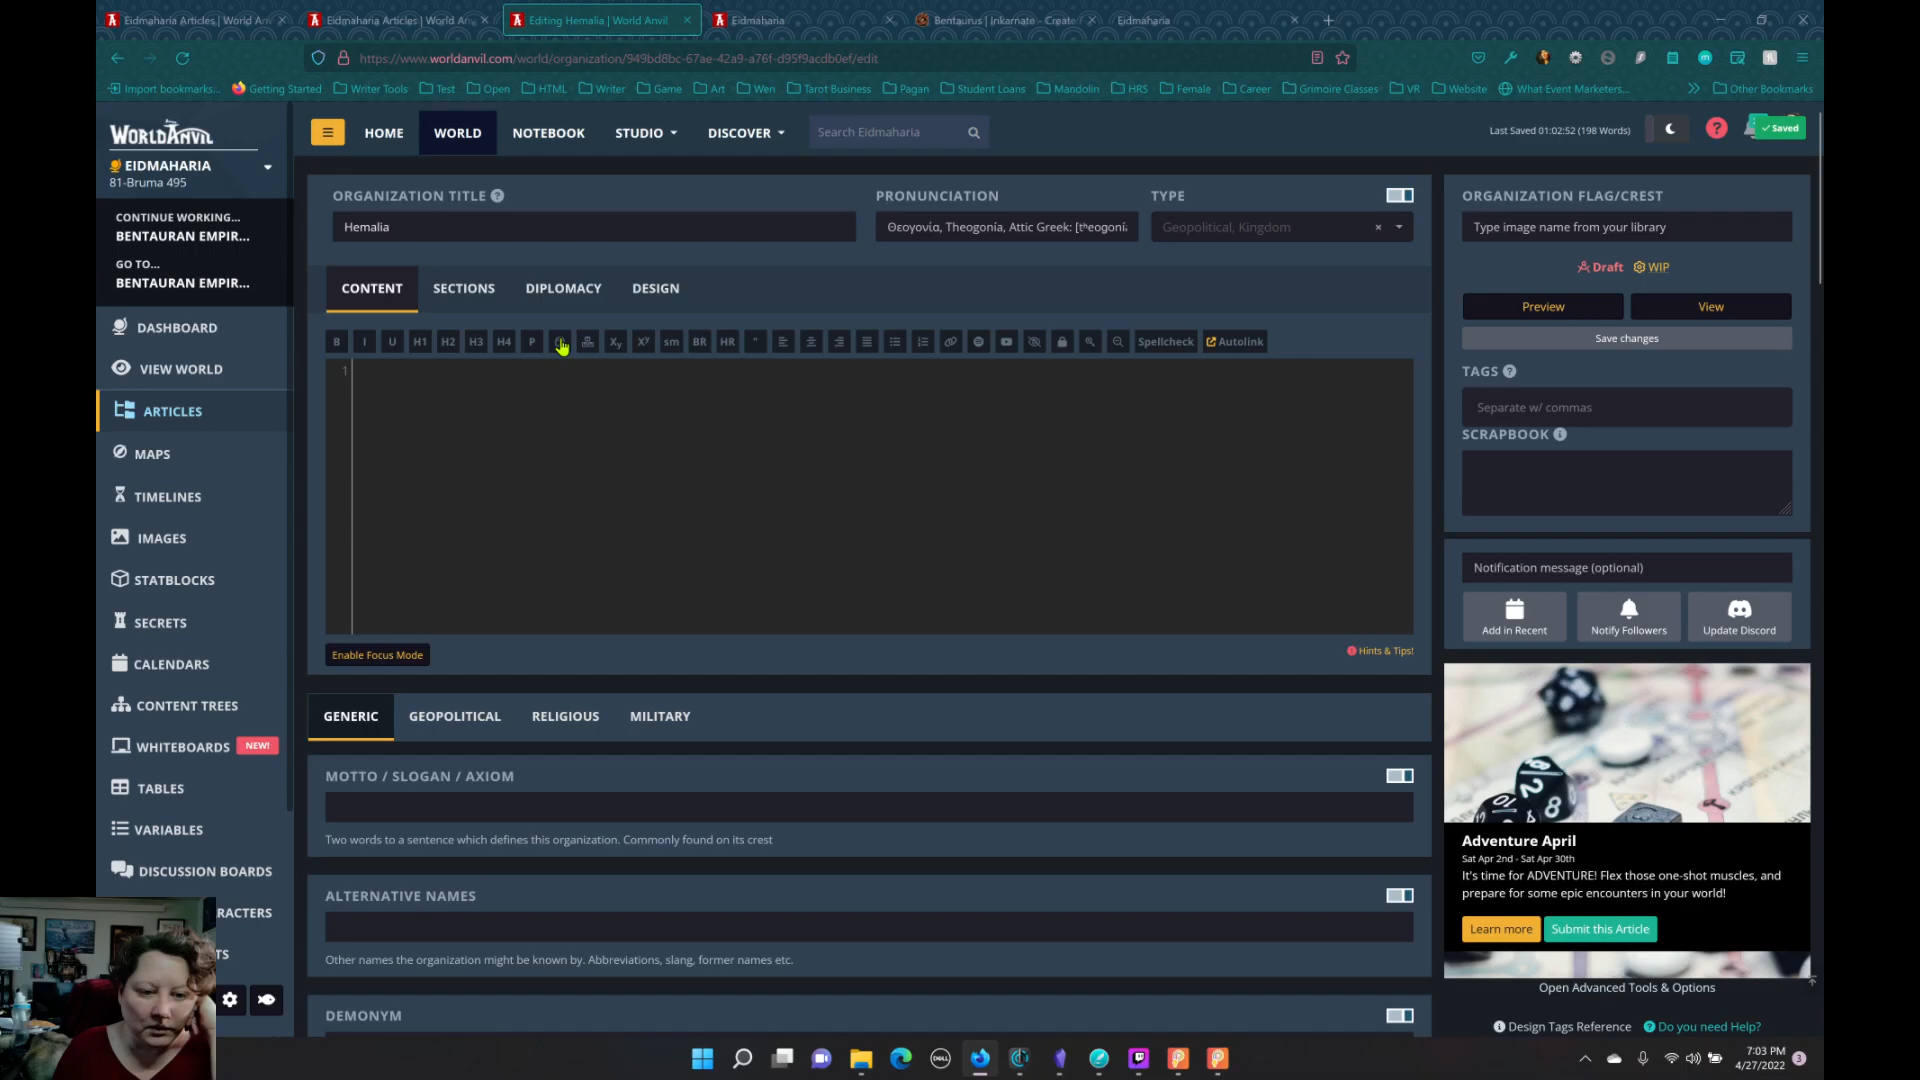 Eidmaharia Articles | World An
Eidmaharia Articles | World An
Editing Hemalia | World Anvil
Eidmaharia
Bentaurus | Inkarnate - Create
Eidmaharia
https://www.worldanvil.com/world/organization/949bd8bc-67ae-42a9-a76f-d95f9acdb0ef/edit
Import bookmarks...
Getting Started
Writer Tools
Test
Open
HTML
Writer
Game
Art
Wen
Tarot Business
Pagan
Student Loans
Mandolin
HRS
Female
Career
Grimoire Classes
VR
Website
What Event Marketers...
Other Bookmarks
WORLDANVIL
EIDMAHARIA
81-Bruma 495
CONTINUE WORKING...
BENTAURAN EMPIR...
GO TO...
BENTAURAN EMPIR...
DASHBOARD
VIEW WORLD
ARTICLES
MAPS
TIMELINES
IMAGES
STATBLOCKS
SECRETS
CALENDARS
CONTENT TREES
WHITEBOARDS NEW!
TABLES
VARIABLES
DISCUSSION BOARDS
RACTERS
TS
HOME
WORLD
NOTEBOOK
STUDIO
DISCOVER
Search Eidmaharia
Last Saved 01:02:52 (198 Words)
?
Saved
ORGANIZATION TITLE
Hemalia
PRONUNCIATION
Θεογονία, Theogonía, Attic Greek: [tʰeoɡoní
TYPE
Geopolitical, Kingdom
CONTENT
SECTIONS
DIPLOMACY
DESIGN
B I U H1 H2 H3 H4 P Xy Xy sm BR HR " Spellcheck Autolink
1
Enable Focus Mode
Hints & Tips!
GENERIC
GEOPOLITICAL
RELIGIOUS
MILITARY
MOTTO / SLOGAN / AXIOM
Two words to a sentence which defines this organization. Commonly found on its crest
ALTERNATIVE NAMES
Other names the organization might be known by. Abbreviations, slang, former names etc.
DEMONYM
ORGANIZATION FLAG/CREST
Type image name from your library
Draft WIP
Preview
View
Save changes
TAGS
Separate w/ commas
SCRAPBOOK
Notification message (optional)
Add in Recent
Notify Followers
Update Discord
Adventure April
Sat Apr 2nd - Sat Apr 30th
It's time for ADVENTURE! Flex those one-shot muscles, and
prepare for some epic encounters in your world!
Learn more
Submit this Article
Open Advanced Tools & Options
Design Tags Reference
Do you need Help?
DELL
7:03 PM
4/27/2022
3